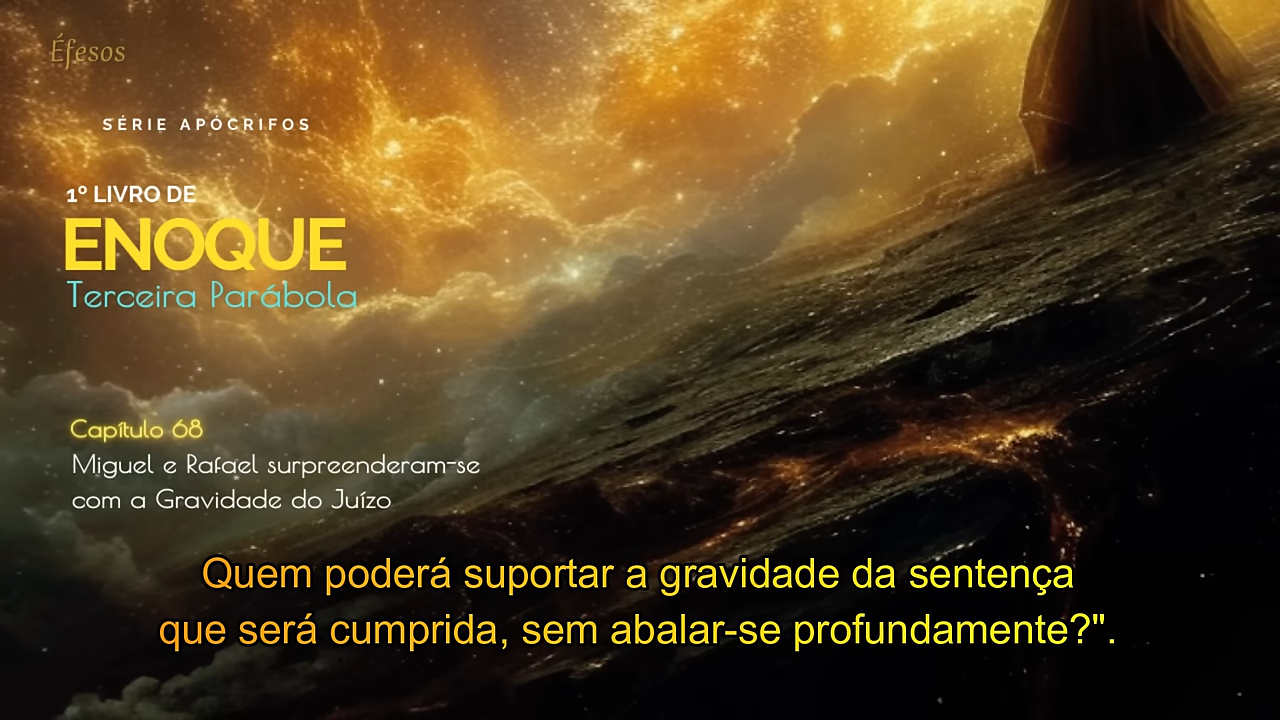 Éfesos
SÉRIE APÓCRIFOS
1º LIVRO DE
ENOQUE
Terceira Parábola
Capítulo 68
Miguel e Rafael surpreenderam-se
com a Gravidade do Juízo
Quem poderá suportar a gravidade da sentença
que será cumprida, sem abalar-se profundamente?".